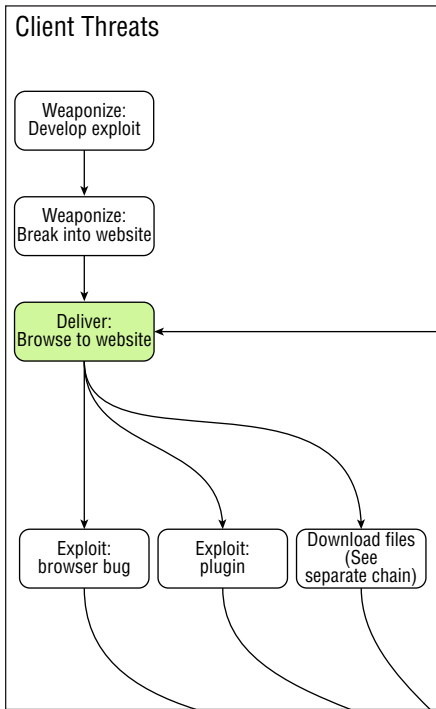 Client Threats
Weaponize:
Develop exploit
Weaponize:
Break into website
Deliver:
Browse to website
Exploit:
browser bug
Exploit:
plugin
Download files
(See
separate chain)